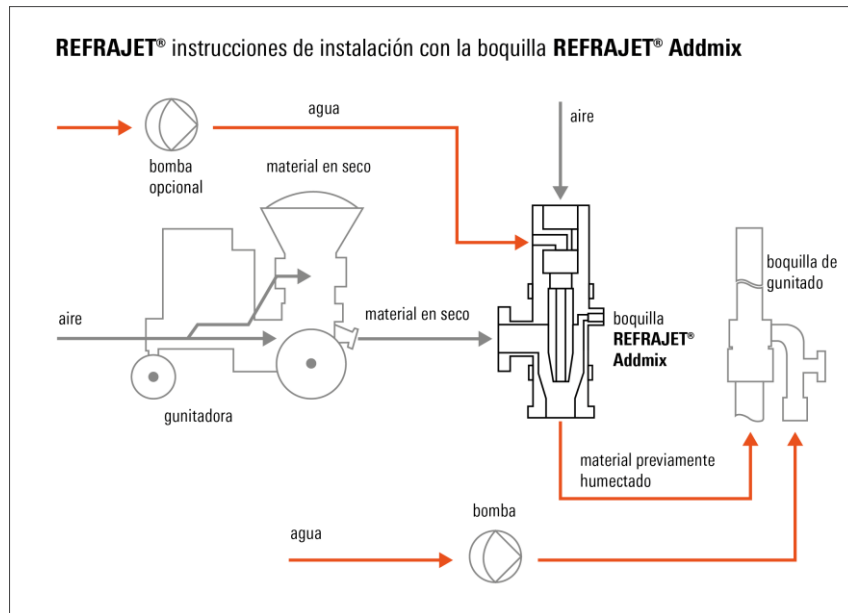 REFRAJET® instrucciones de instalación con la boquilla REFRAJET® Addmix
agua
aire
bomba
opcional
material en seco
boquilla de
gunitado
aire
material en seco
boquilla
REFRAJET®
Addmix
gunitadora
material previamente
humectado
bomba
agua